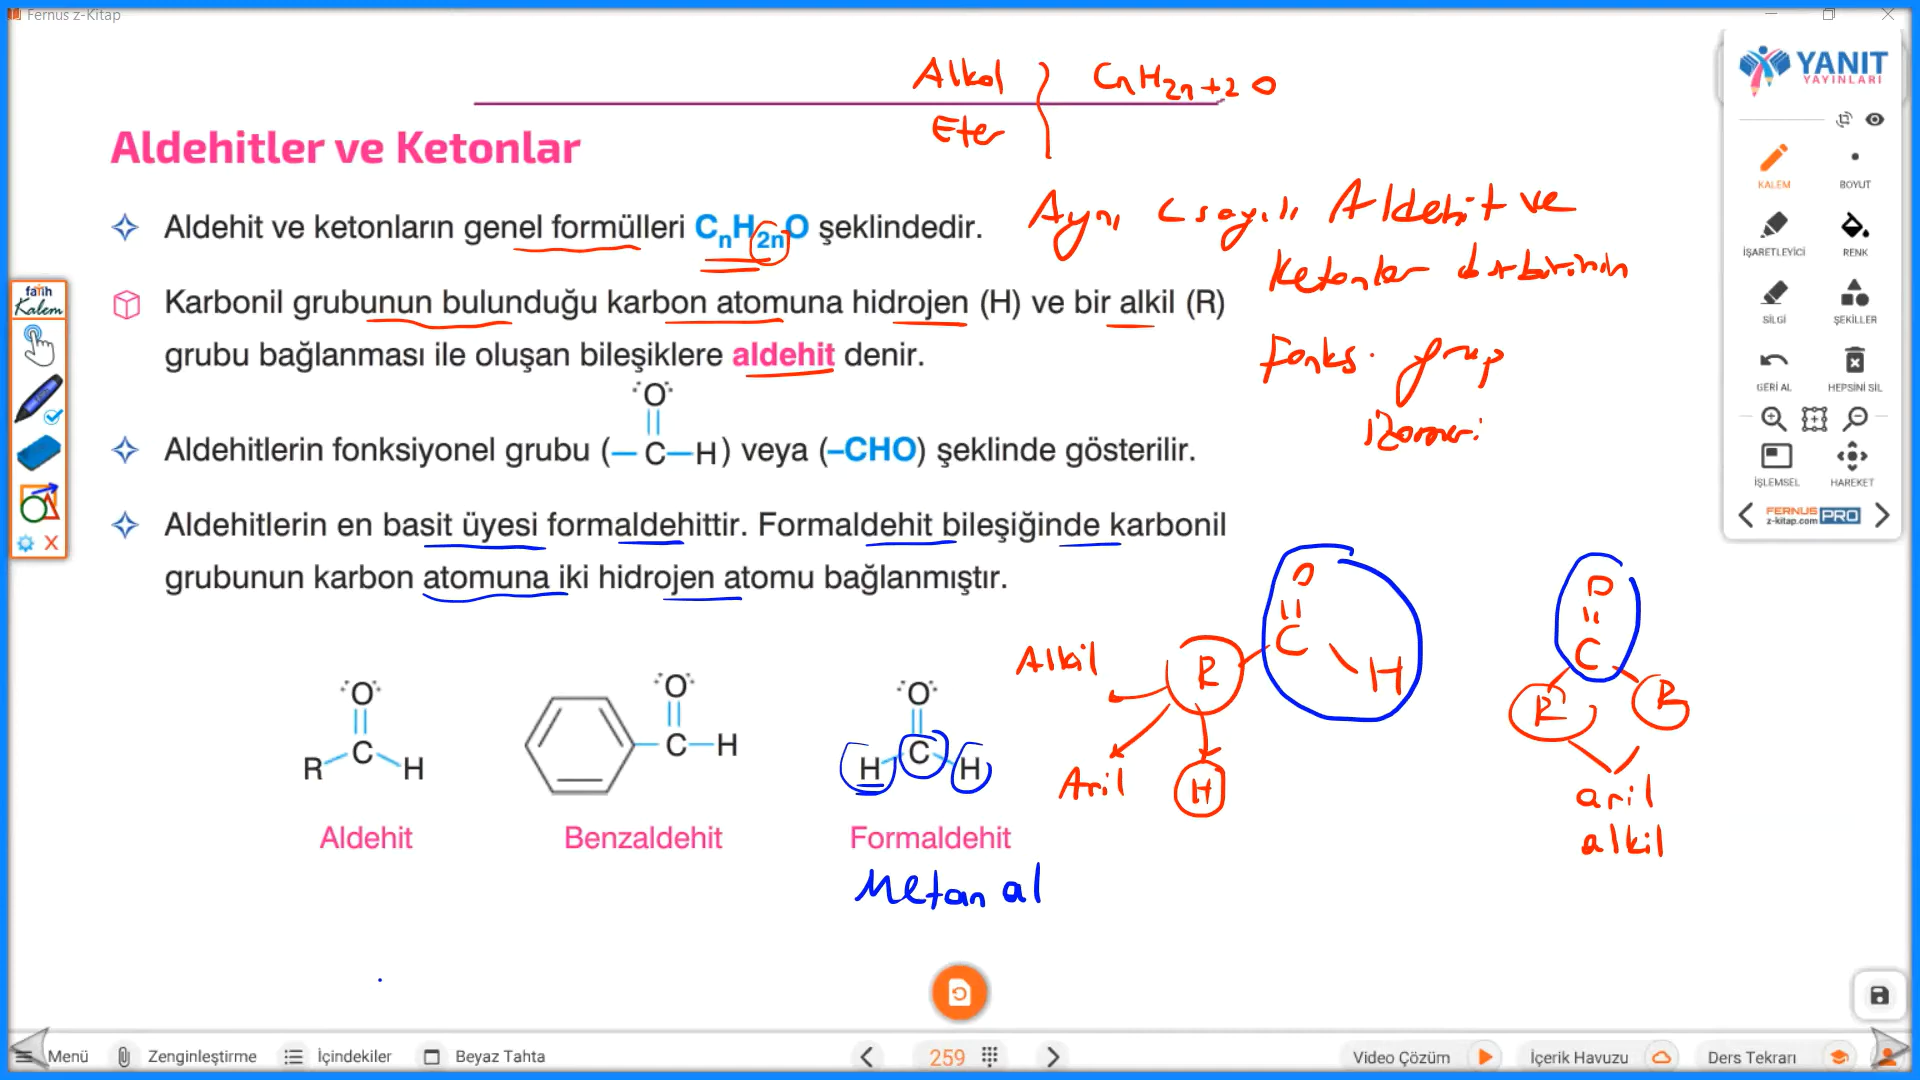 Fernus z-Kitap
Alkol CnH2n+2O
Eter
YANIT
YAYINLARI
Aldehitler ve Ketonlar
KALEM BOYUT
Aldehit ve ketonların genel formülleri CnH2nO şeklindedir.
Aynı C sayılı Aldehit ve
Ketonlar birbirinin
İŞARETLEYİCİ RENK
fatih
Kalem
Karbonil grubunun bulunduğu karbon atomuna hidrojen (H) ve bir alkil (R)
SİLGİ ŞEKİLLER
grubu bağlanması ile oluşan bileşiklere aldehit denir.
fonks. grup
GERİ AL HEPSİNİ SİL
izomeri
O
Aldehitlerin fonksiyonel grubu (–C–H) veya (–CHO) şeklinde gösterilir.
İŞLEMSEL HAREKET
FERNUS
z-kitap.com PRO
Aldehitlerin en basit üyesi formaldehittir. Formaldehit bileşiğinde karbonil
grubunun karbon atomuna iki hidrojen atomu bağlanmıştır.
O O
C C
Alkil R H R R
O O O
R C H C–H H C H
Aril H aril
alkil
Aldehit Benzaldehit Formaldehit
Metanal
Menü Zenginleştirme İçindekiler Beyaz Tahta 259 Video Çözüm İçerik Havuzu Ders Tekrarı